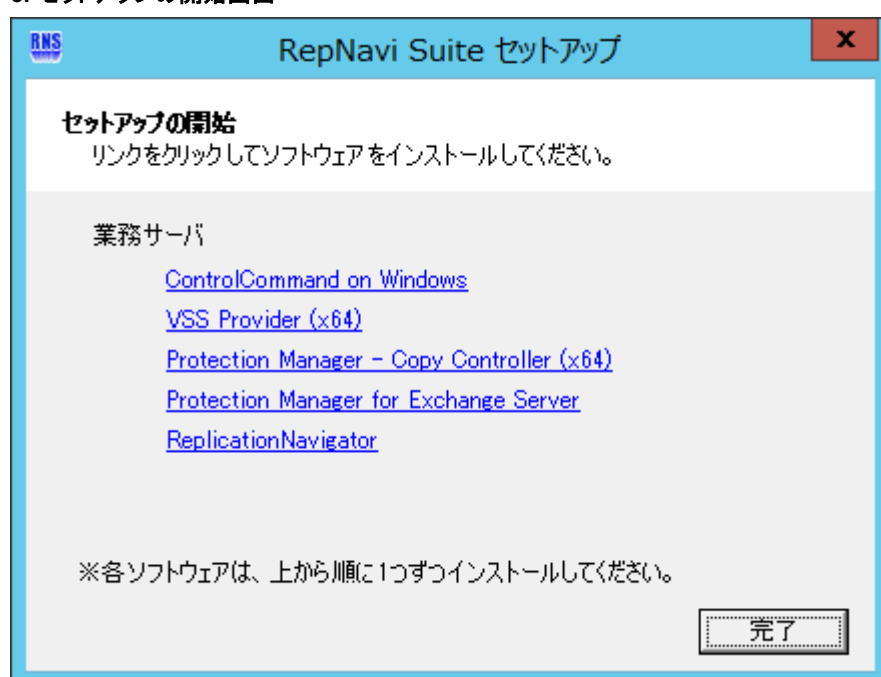 RNS
RepNavi Suite セットアップ
x
セットアップの開始
リンクをクリックしてソフトウェアをインストールしてください。
業務サーバ
ControlCommand on Windows
VSS Provider (x64)
Protection Manager - Copy Controller (x64)
Protection Manager for Exchange Server
ReplicationNavigator
※各ソフトウェアは、上から順に1つずつインストールしてください。
完了